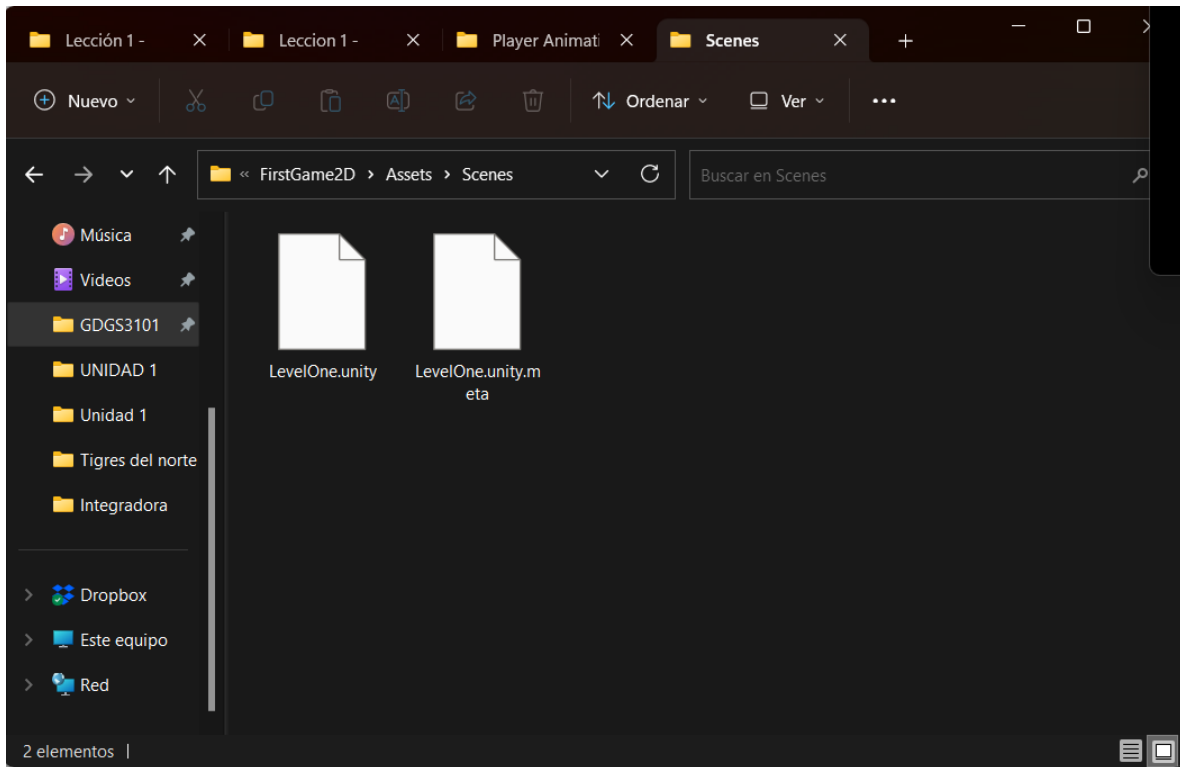 Lección 1 -
Leccion 1 -
Player Animati
Scenes
Nuevo
Ordenar
Ver
« FirstGame2D > Assets > Scenes
Buscar en Scenes
Música
Videos
GDGS3101
UNIDAD 1
Unidad 1
Tigres del norte
Integradora
Dropbox
Este equipo
Red
LevelOne.unity
LevelOne.unity.m
eta
2 elementos